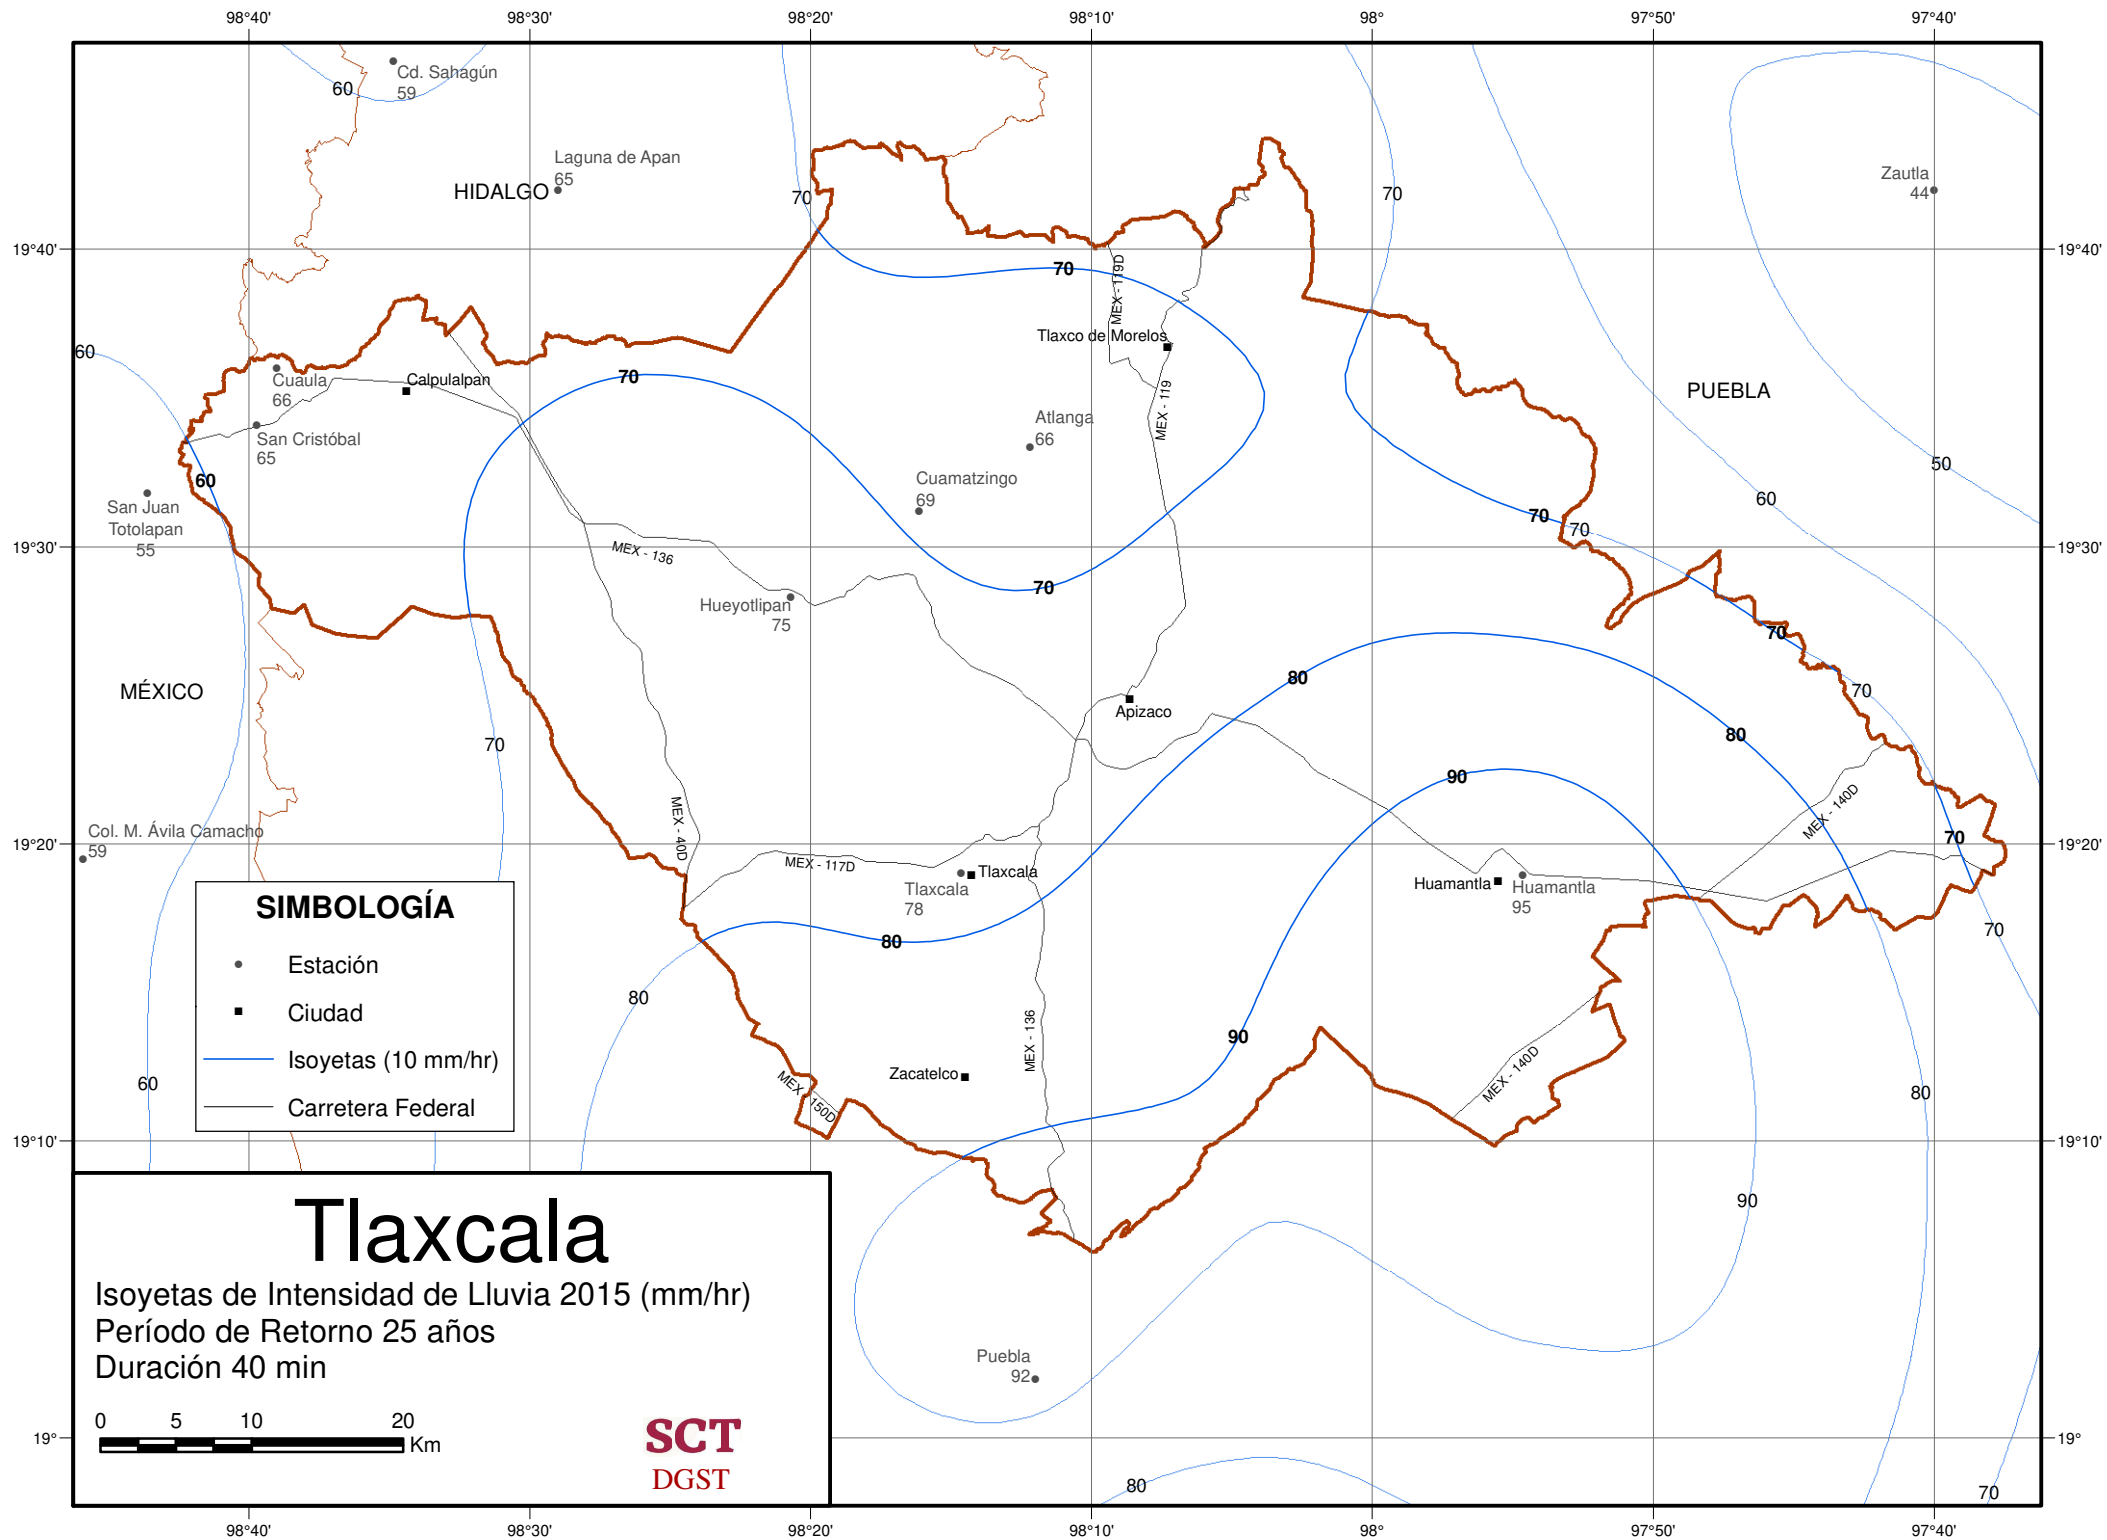 98°40'
98°30'
98°20'
98°10'
98°
97°50'
97°40'
Cd. Sahagún
59
60
Laguna de Apan
65
HIDALGO
70
70
Zautla
44
19°40'
19°40'
70
MEX - 119D
Tlaxco de Morelos
60
Cuaula
66
Calpulalpan
70
PUEBLA
MEX - 119
Atlanga
66
San Cristóbal
65
60
50
Cuamatzingo
69
60
San Juan
Totolapan
55
70
70
19°30'
19°30'
MEX - 136
70
Hueyotlipan
75
70
80
MÉXICO
70
Apizaco
70
80
90
MEX - 40D
MEX - 140D
Col. M. Ávila Camacho
59
70
19°20'
19°20'
MEX - 117D
Tlaxcala
Tlaxcala
78
Huamantla
Huamantla
95
SIMBOLOGÍA
Estación
Ciudad
Isoyetas (10 mm/hr)
Carretera Federal
80
70
80
90
MEX - 136
MEX - 140D
Zacatelco
60
MEX - 150D
80
19°10'
19°10'
90
Tlaxcala
Isoyetas de Intensidad de Lluvia 2015 (mm/hr)
Período de Retorno 25 años
Duración 40 min
0 5 10 20
Km
SCT
DGST
Puebla
92
19°
19°
80
70
98°40'
98°30'
98°20'
98°10'
98°
97°50'
97°40'